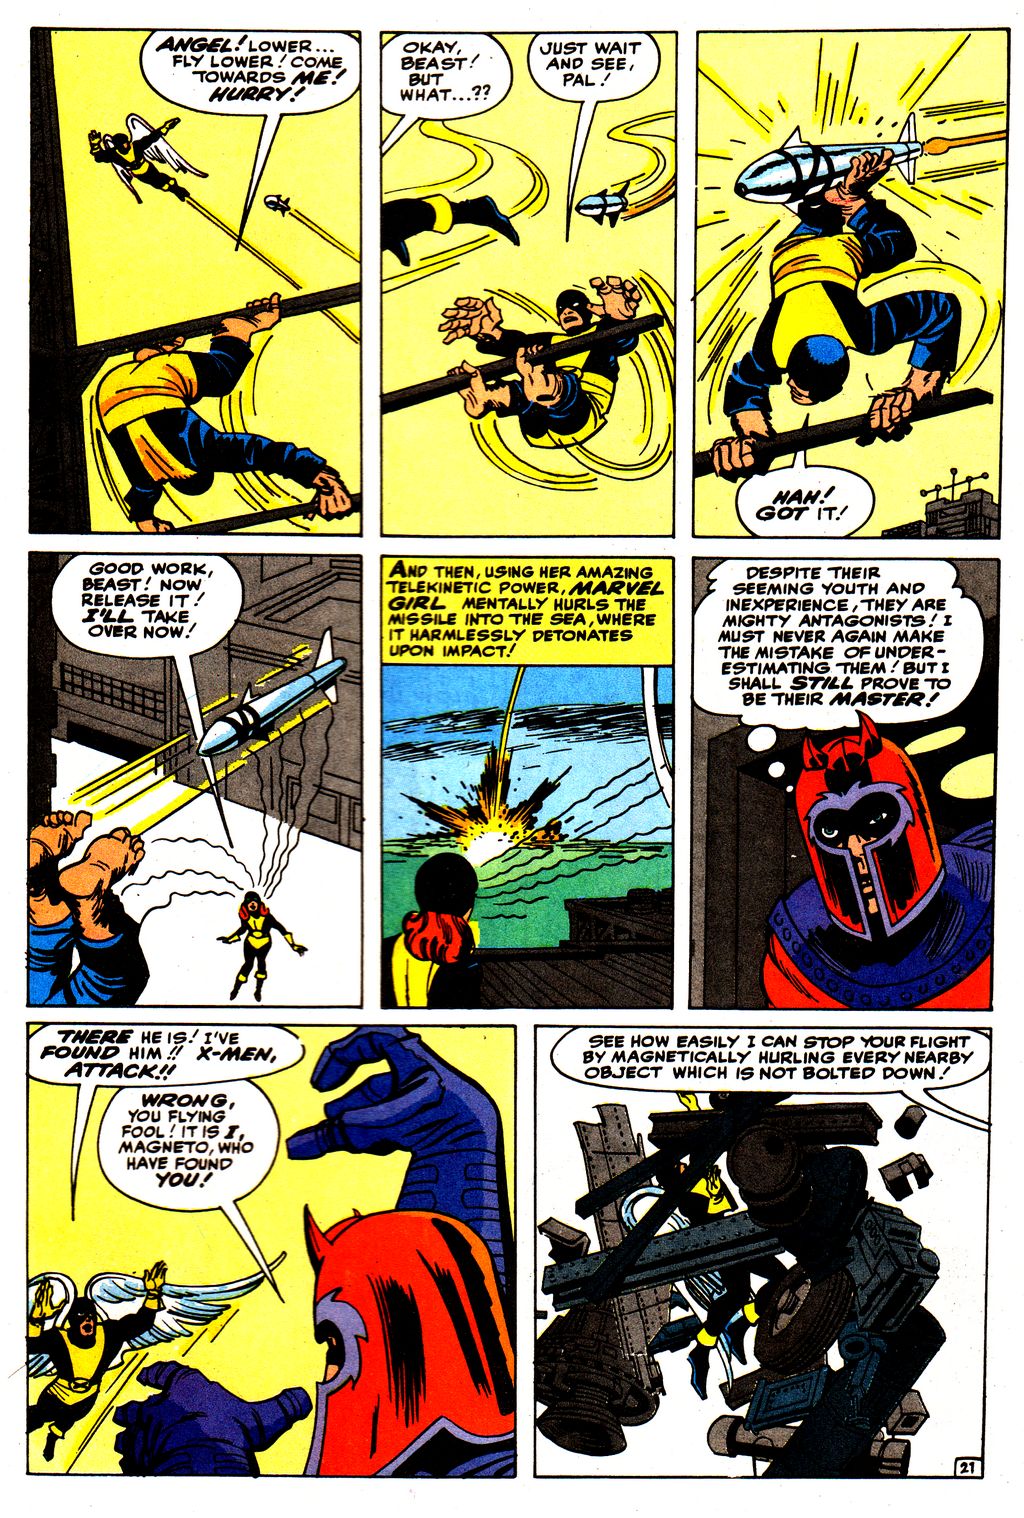 ANGEL! LOWER...
FLY LOWER! COME
TOWARDS ME!
HURRY!
OKAY,
BEAST!
BUT
WHAT...??
JUST WAIT
AND SEE,
PAL!
HAH!
GOT IT!
GOOD WORK,
BEAST! NOW
RELEASE IT!
I'LL TAKE
OVER NOW!
AND THEN, USING HER AMAZING
TELEKINETIC POWER, MARVEL
GIRL MENTALLY HURLS THE
MISSILE INTO THE SEA, WHERE
IT HARMLESSLY DETONATES
UPON IMPACT!
DESPITE THEIR
SEEMING YOUTH AND
INEXPERIENCE, THEY ARE
MIGHTY ANTAGONISTS! I
MUST NEVER AGAIN MAKE
THE MISTAKE OF UNDER-
ESTIMATING THEM! BUT I
SHALL STILL PROVE TO
BE THEIR MASTER!
THERE HE IS! I'VE
FOUND HIM!! X-MEN,
ATTACK!!
WRONG,
YOU FLYING
FOOL! IT IS I,
MAGNETO, WHO
HAVE FOUND
YOU!
SEE HOW EASILY I CAN STOP YOUR FLIGHT
BY MAGNETICALLY HURLING EVERY NEARBY
OBJECT WHICH IS NOT BOLTED DOWN!
21